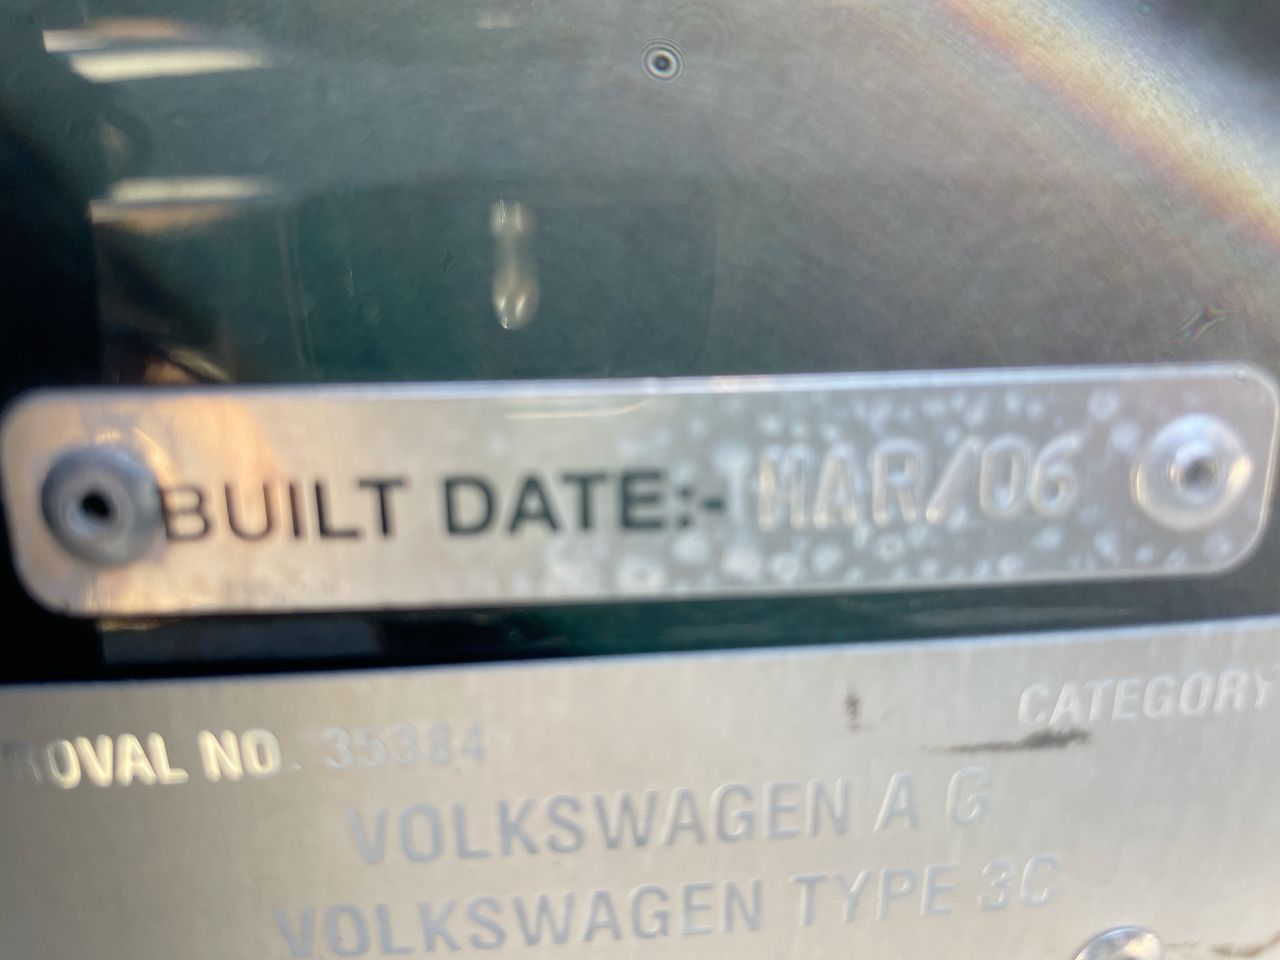 BUILT DATE:- MAR/06
CATEGORY
ROVAL NO. 35384
VOLKSWAGEN A G
VOLKSWAGEN TYPE 3C